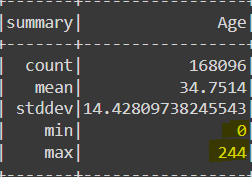 +-------+-----------------+
|summary|              Age|
+-------+-----------------+
|  count|           168096|
|   mean|          34.7514|
| stddev|14.42809738245543|
|    min|                0|
|    max|              244|
+-------+-----------------+